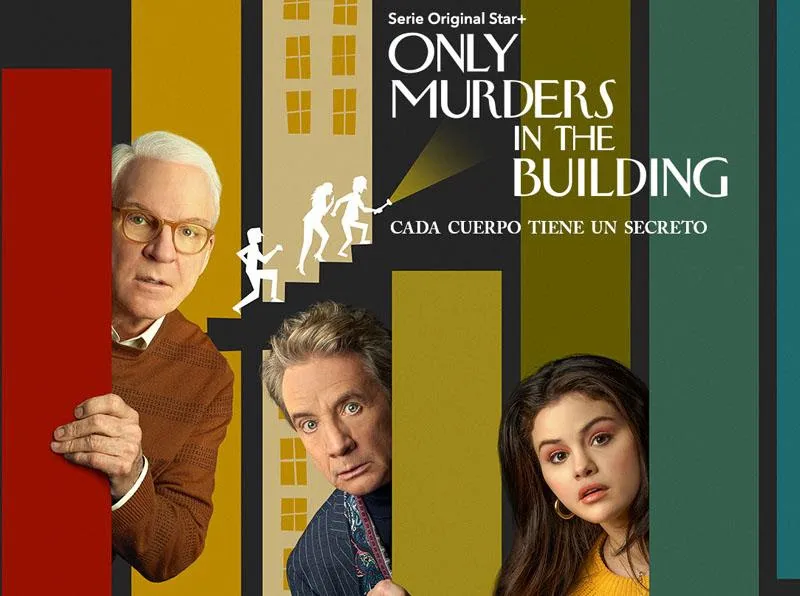 Serie Original Star+
ONLY
MURDERS
IN THE
BUILDING
CADA CUERPO TIENE UN SECRETO